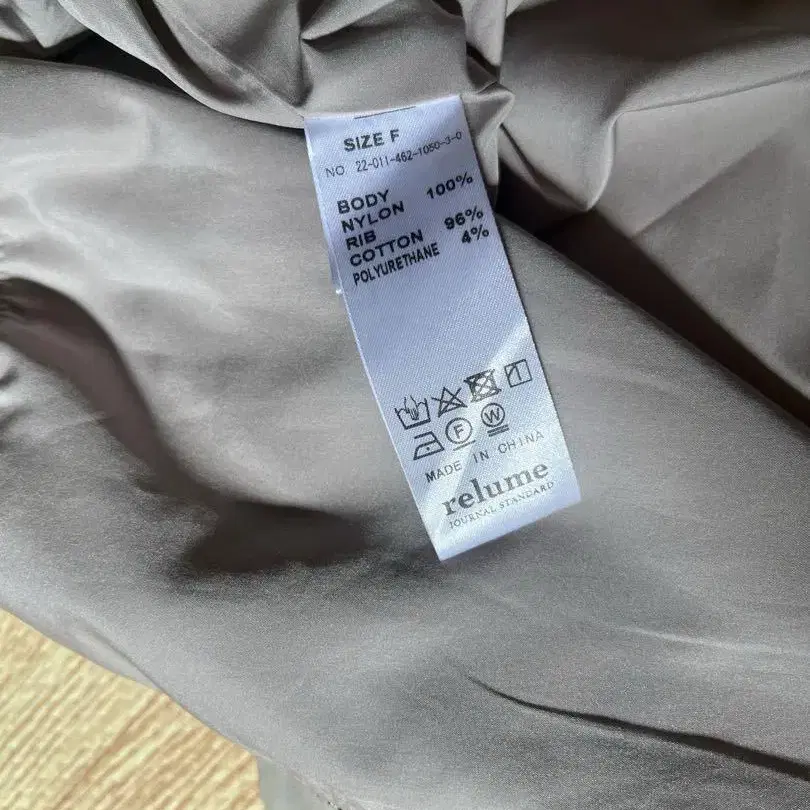 SIZE F
NO 22-011-462-1050-3-0
BODY
NYLON 100%
RIB
COTTON 96%
POLYURETHANE 4%
F W
MADE IN CHINA
relume
JOURNAL STANDARD